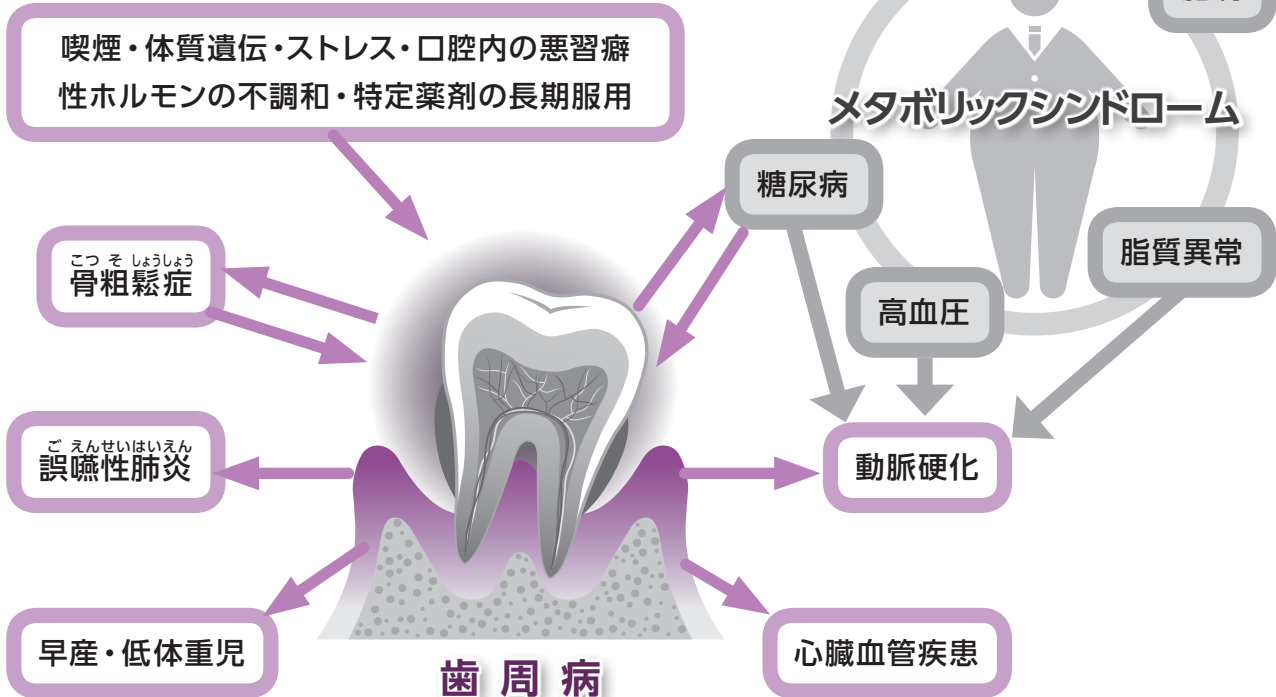 喫煙・体質遺伝・ストレス・口腔内の悪習癖
性ホルモンの不調和・特定薬剤の長期服用
メタボリックシンドローム
糖尿病
脂質異常
高血圧
こつ そ しょうしょう
骨粗鬆症
ご えんせいはいえん
誤嚥性肺炎
動脈硬化
早産・低体重児
心臓血管疾患
歯周病